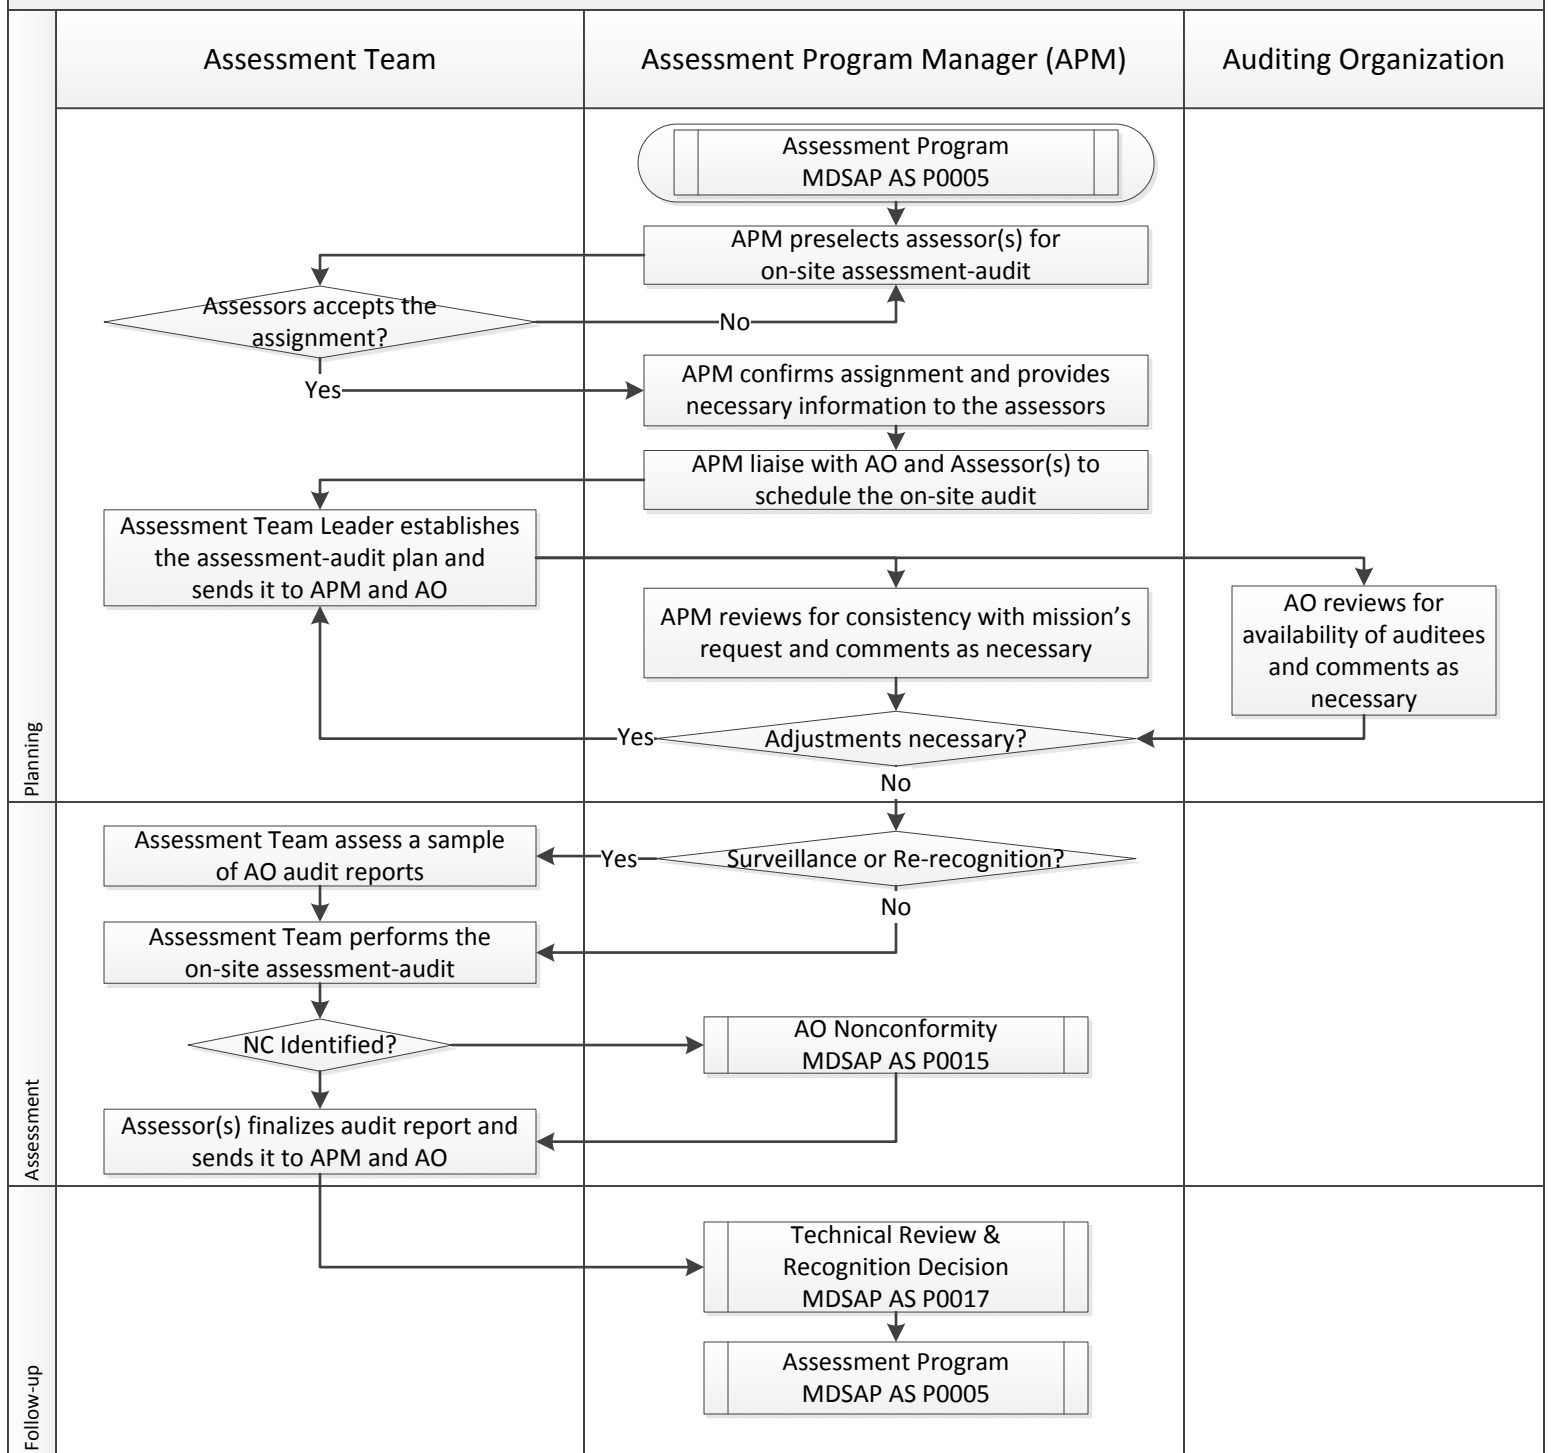 Assessment Team
Assessment Program Manager (APM)
Auditing Organization
Planning
Assessment Program
MDSAP AS P0005
APM preselects assessor(s) for
on-site assessment-audit
Assessors accepts the
assignment?
No
Yes
APM confirms assignment and provides
necessary information to the assessors
APM liaise with AO and Assessor(s) to
schedule the on-site audit
Assessment Team Leader establishes
the assessment-audit plan and
sends it to APM and AO
APM reviews for consistency with mission’s
request and comments as necessary
AO reviews for
availability of auditees
and comments as
necessary
Adjustments necessary?
Yes
No
Assessment
Surveillance or Re-recognition?
Yes
No
Assessment Team assess a sample
of AO audit reports
Assessment Team performs the
on-site assessment-audit
NC Identified?
AO Nonconformity
MDSAP AS P0015
Assessor(s) finalizes audit report and
sends it to APM and AO
Follow-up
Technical Review &
Recognition Decision
MDSAP AS P0017
Assessment Program
MDSAP AS P0005